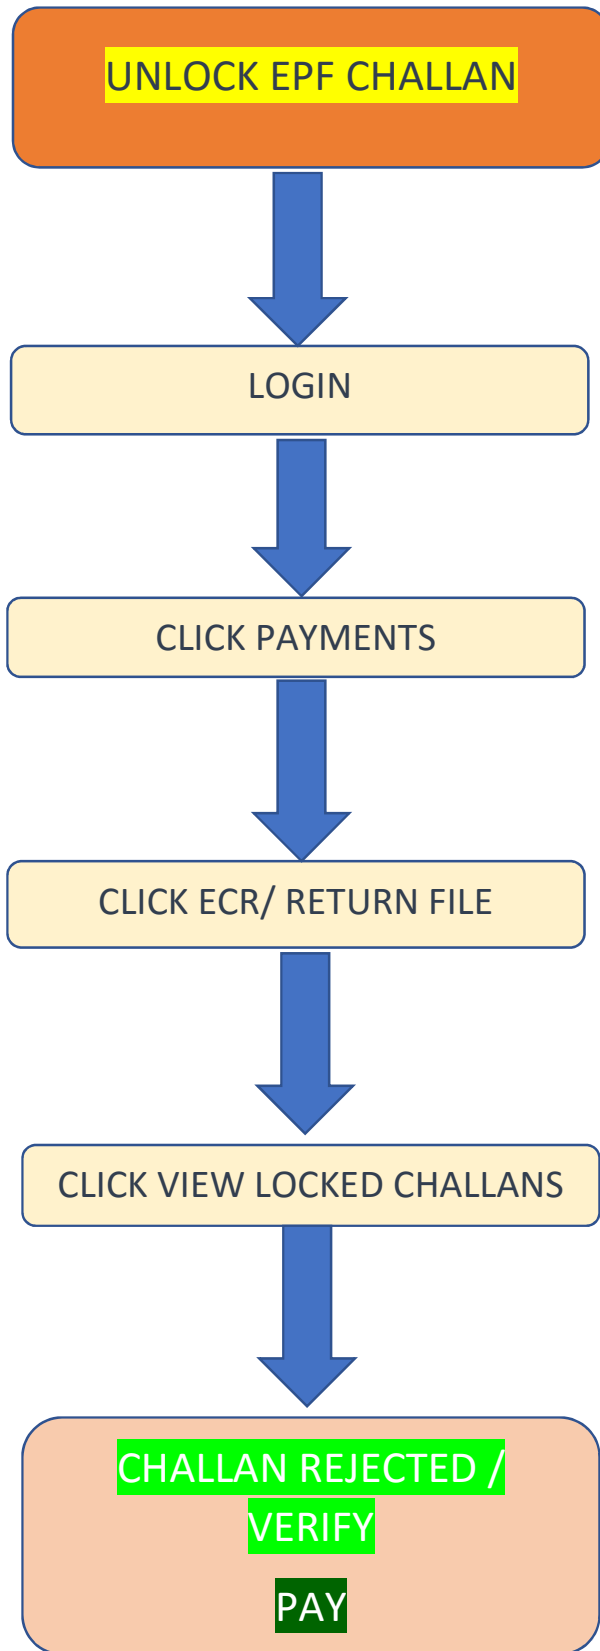 UNLOCK EPF CHALLAN
LOGIN
CLICK PAYMENTS
CLICK ECR/ RETURN FILE
CLICK VIEW LOCKED CHALLANS
CHALLAN REJECTED /
VERIFY
PAY